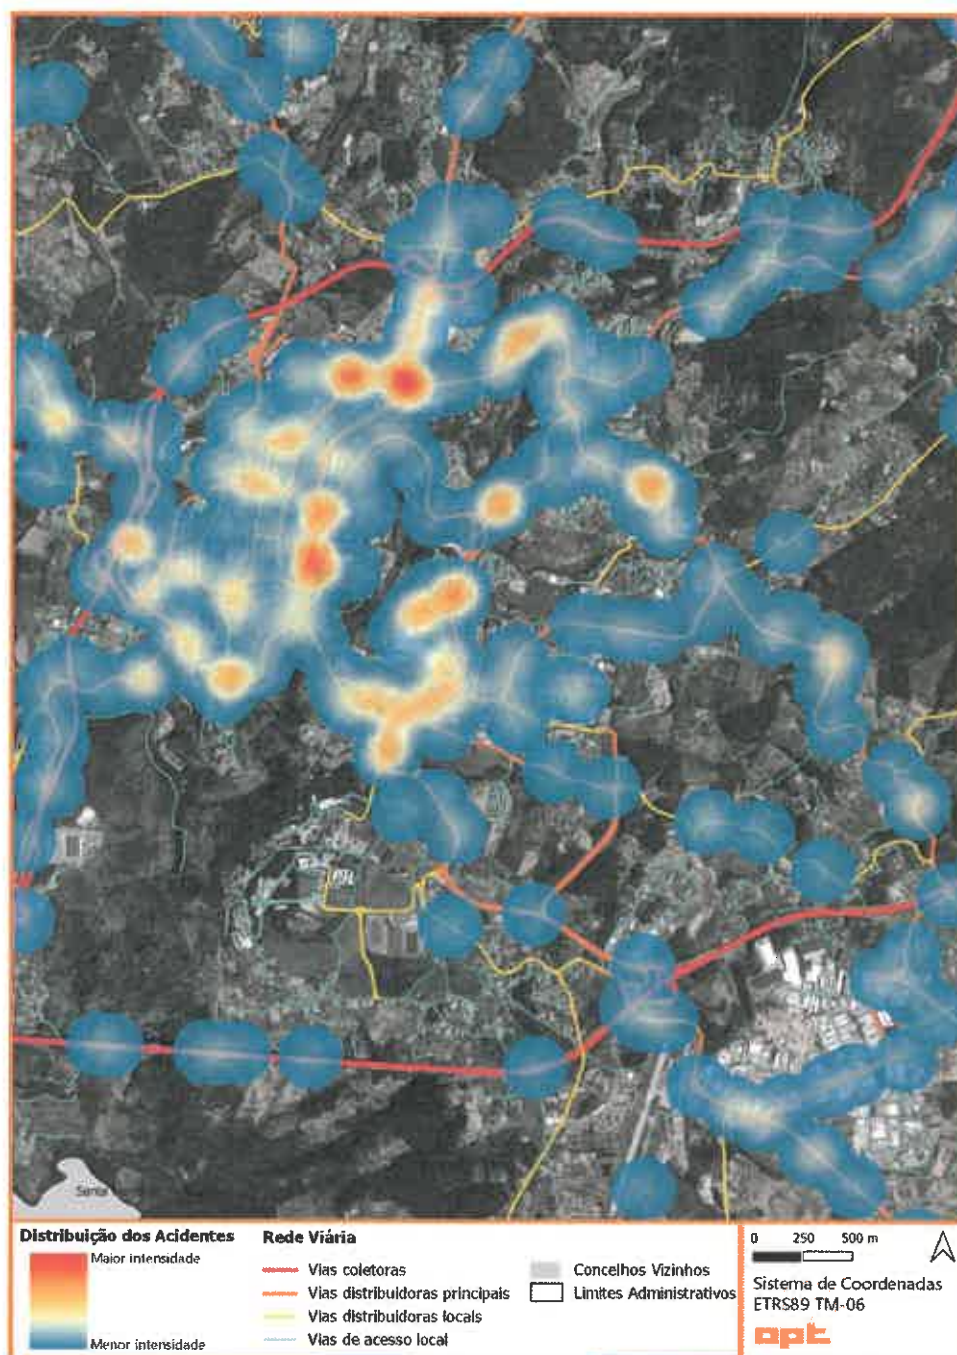 Distribuição dos Acidentes
Maior intensidade
Menor intensidade
Rede Viária
Vias coletoras
Vias distribuidoras principais
Vias distribuidoras locais
Vias de acesso local
Concelhos Vizinhos
Limites Administrativos
0 250 500 m
Sistema de Coordenadas
ETRS89 TM-06
opt